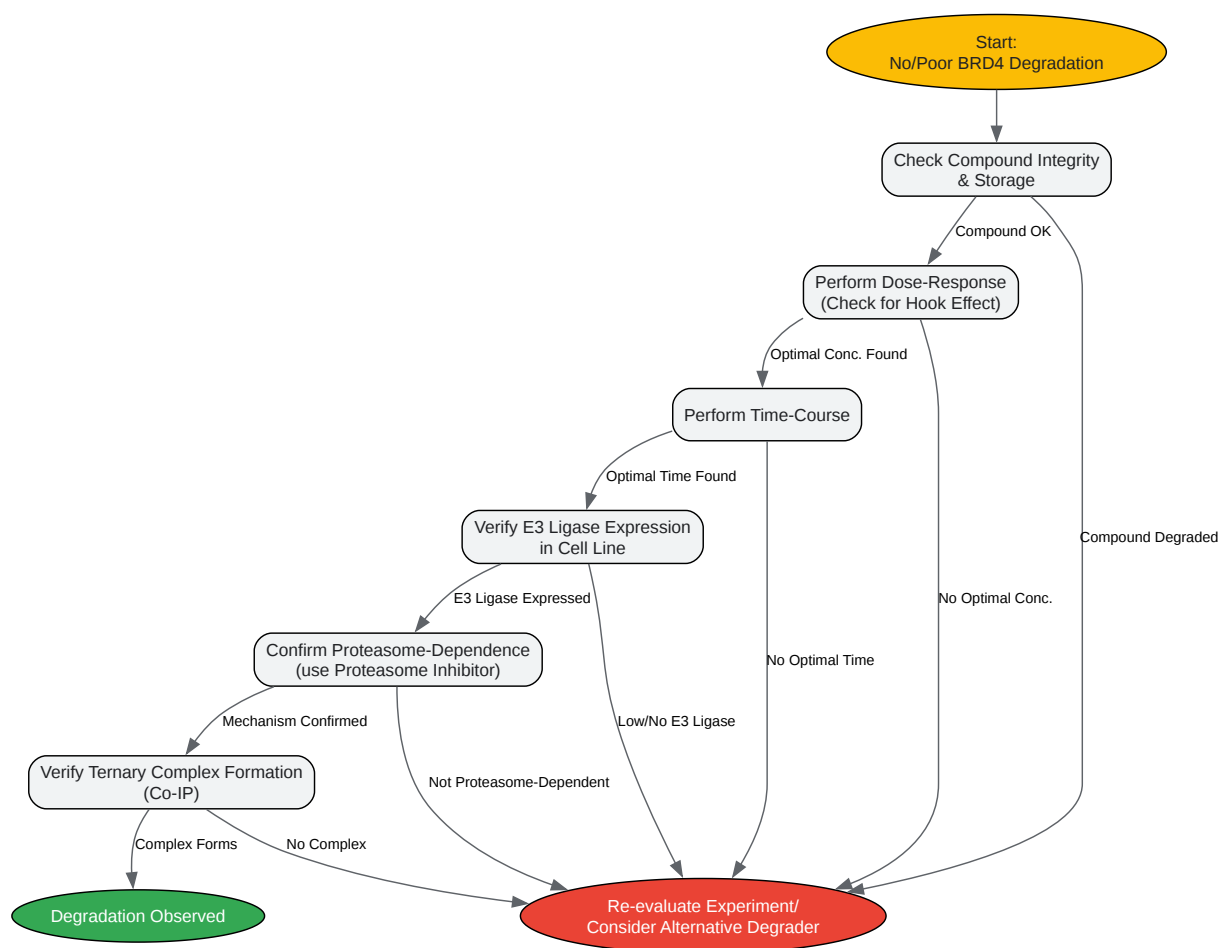 Start:
No/Poor BRD4 Degradation
Check Compound Integrity
& Storage
Compound OK
Perform Dose-Response
(Check for Hook Effect)
Optimal Conc. Found
Perform Time-Course
Optimal Time Found
Verify E3 Ligase Expression
in Cell Line
Compound Degraded
E3 Ligase Expressed
No Optimal Conc.
Confirm Proteasome-Dependence
(use Proteasome Inhibitor)
No Optimal Time
Mechanism Confirmed
Low/No E3 Ligase
Verify Ternary Complex Formation
(Co-IP)
Not Proteasome-Dependent
Complex Forms
No Complex
Degradation Observed
Re-evaluate Experiment/
Consider Alternative Degrader